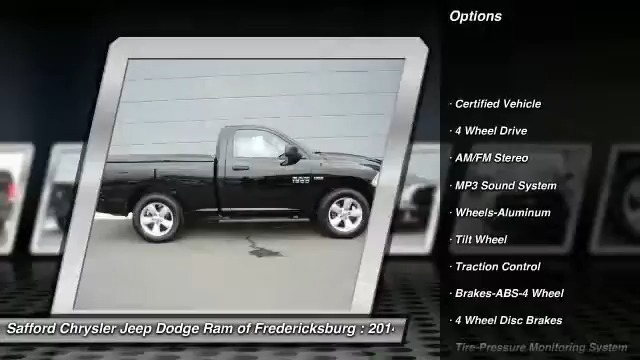 Options
· Certified Vehicle
· 4 Wheel Drive
· AM/FM Stereo
· MP3 Sound System
· Wheels-Aluminum
· Tilt Wheel
· Traction Control
· Brakes-ABS-4 Wheel
· 4 Wheel Disc Brakes
· Tire-Pressure Monitoring System
Safford Chrysler Jeep Dodge Ram of Fredericksburg : 201